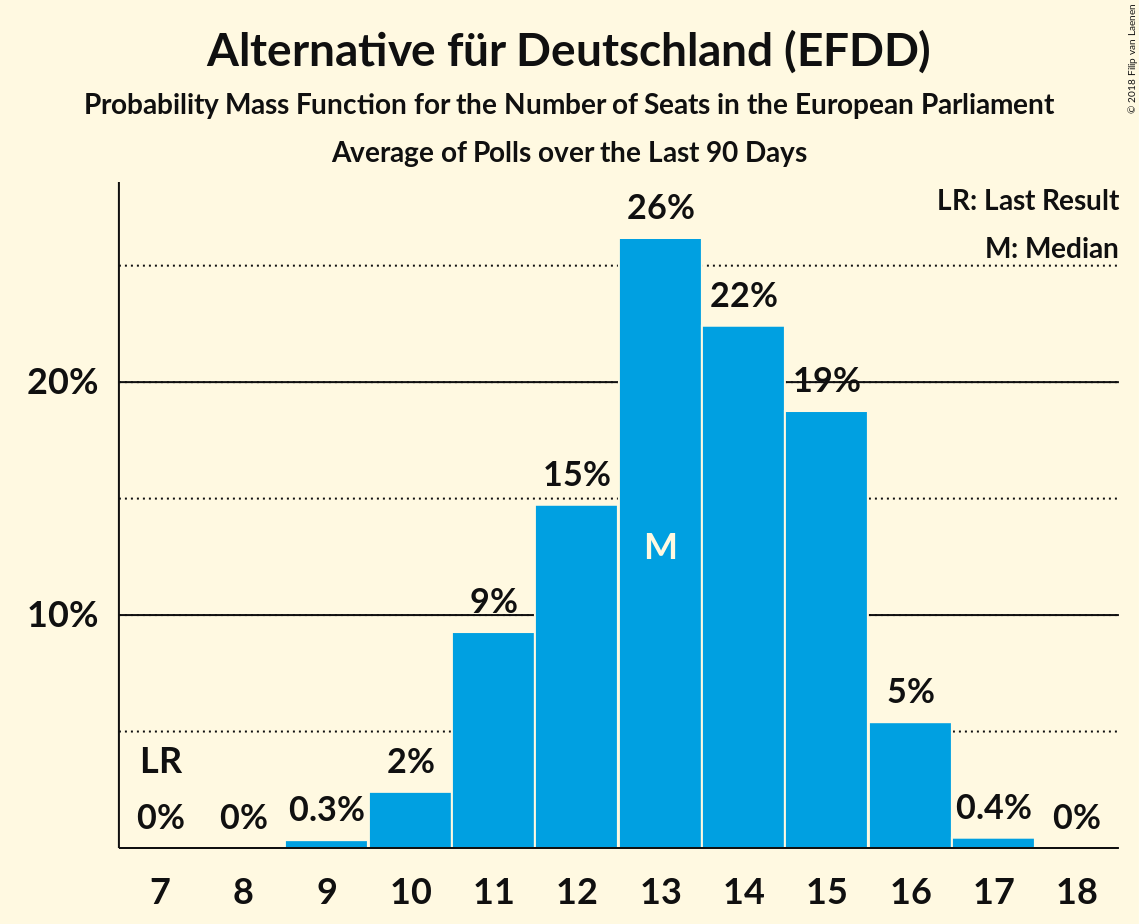 Alternative für Deutschland (EFDD)
Probability Mass Function for the Number of Seats in the European Parliament
Average of Polls over the Last 90 Days
© 2018 Filip van Laenen
LR: Last Result
M: Median
26%
22%
20%
19%
15%
M
10%
9%
5%
LR
2%
0%
0%
0.3%
0.4%
0%
7 8 9 10 11 12 13 14 15 16 17 18